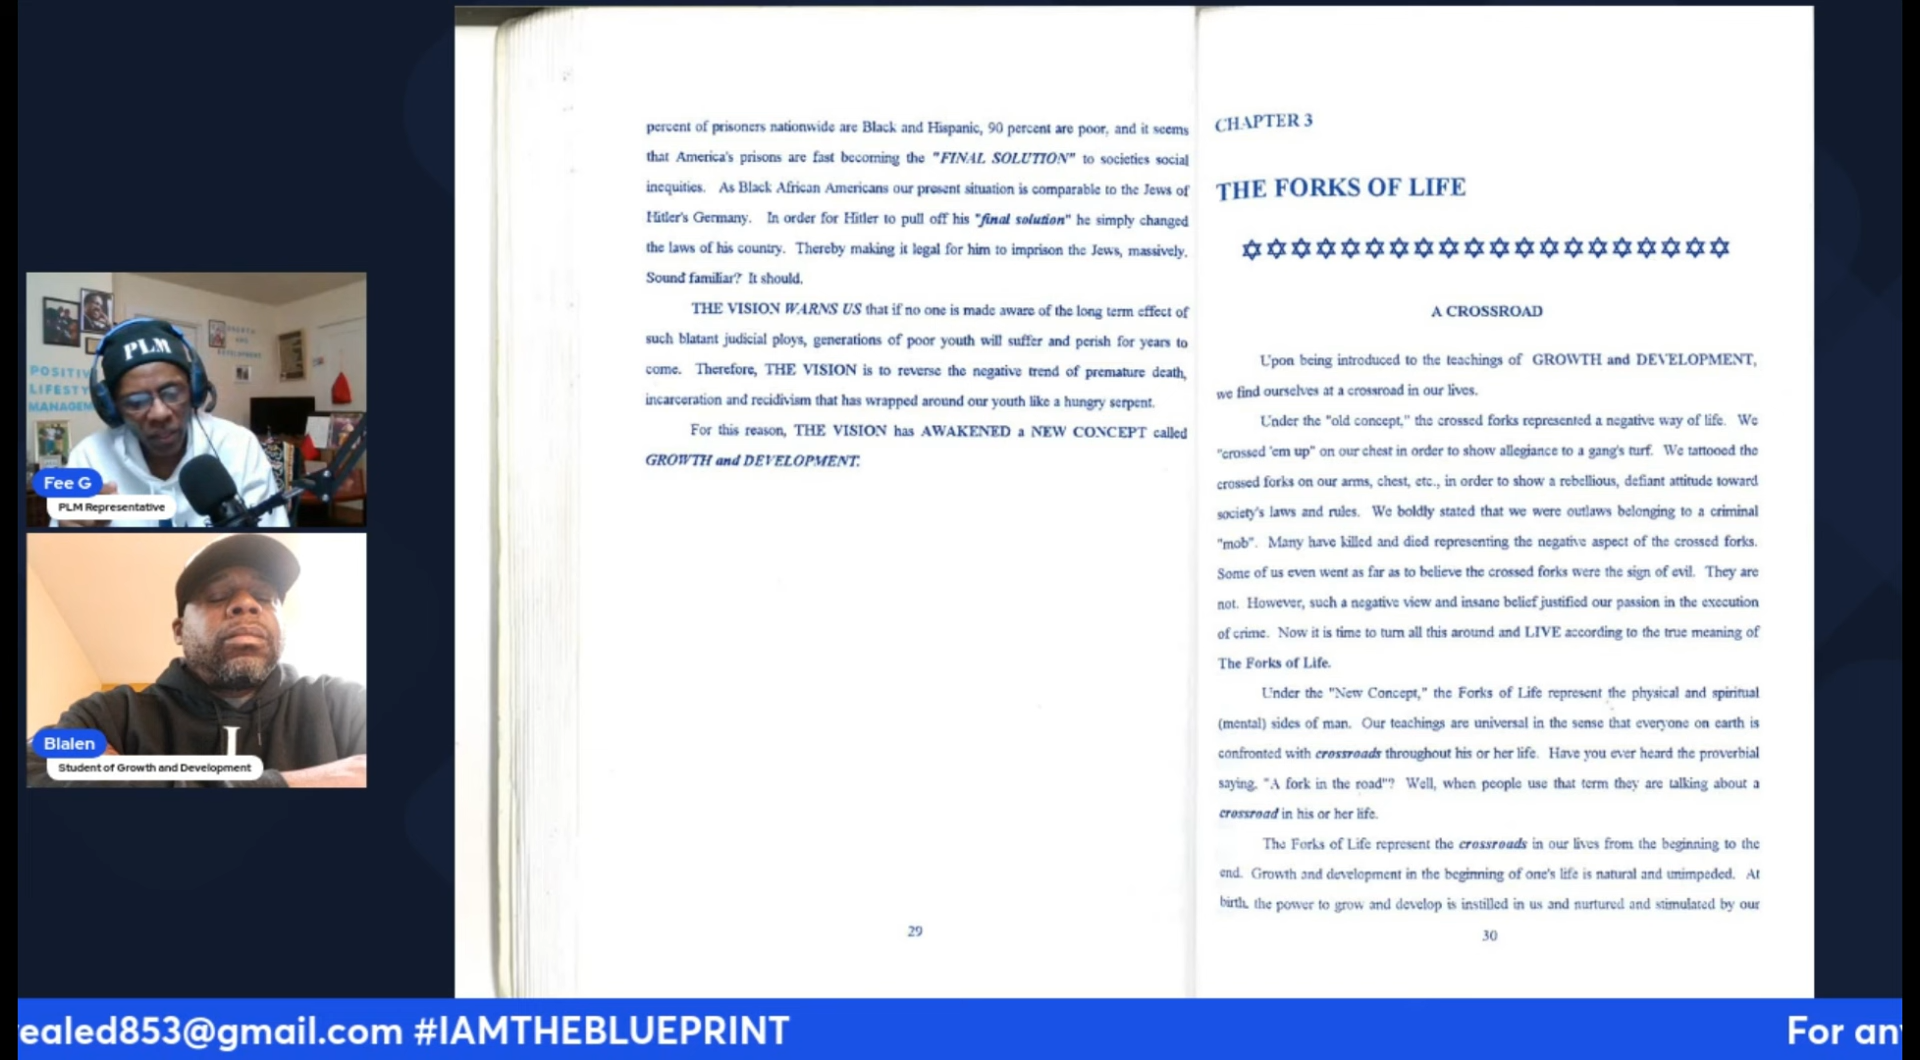 percent of prisoners nationwide are Black and Hispanic, 90 percent are poor, and it seems
that America's prisons are fast becoming the "FINAL SOLUTION" to societies social
inequities. As Black African Americans our present situation is comparable to the Jews of
Hitler's Germany. In order for Hitler to pull off his "final solution" he simply changed
the laws of his country. Thereby making it legal for him to imprison the Jews, massively.
Sound familiar? It should.
THE VISION WARNS US that if no one is made aware of the long term effect of
such blatant judicial ploys, generations of poor youth will suffer and perish for years to
come. Therefore, THE VISION is to reverse the negative trend of premature death,
incarceration and recidivism that has wrapped around our youth like a hungry serpent.
For this reason, THE VISION has AWAKENED a NEW CONCEPT called
GROWTH and DEVELOPMENT.
29
CHAPTER 3
THE FORKS OF LIFE
A CROSSROAD
Upon being introduced to the teachings of GROWTH and DEVELOPMENT,
we find ourselves at a crossroad in our lives.
Under the "old concept," the crossed forks represented a negative way of life. We
"crossed 'em up" on our chest in order to show allegiance to a gang's turf. We tattooed the
crossed forks on our arms, chest, etc., in order to show a rebellious, defiant attitude toward
society's laws and rules. We boldly stated that we were outlaws belonging to a criminal
"mob". Many have killed and died representing the negative aspect of the crossed forks.
Some of us even went as far as to believe the crossed forks were the sign of evil. They are
not. However, such a negative view and insane belief justified our passion in the execution
of crime. Now it is time to turn all this around and LIVE according to the true meaning of
The Forks of Life.
Under the "New Concept," the Forks of Life represent the physical and spiritual
(mental) sides of man. Our teachings are universal in the sense that everyone on earth is
confronted with crossroads throughout his or her life. Have you ever heard the proverbial
saying, "A fork in the road"? Well, when people use that term they are talking about a
crossroad in his or her life.
The Forks of Life represent the crossroads in our lives from the beginning to the
end. Growth and development in the beginning of one's life is natural and unimpeded. At
birth, the power to grow and develop is instilled in us and nurtured and stimulated by our
30
PLM
POSITIV
LIFESTY
MANAGEM
GROWTH
AND
DEVELOPMENT
Fee G
PLM Representative
Blalen
Student of Growth and Development
ealed853@gmail.com #IAMTHEBLUEPRINT
For an